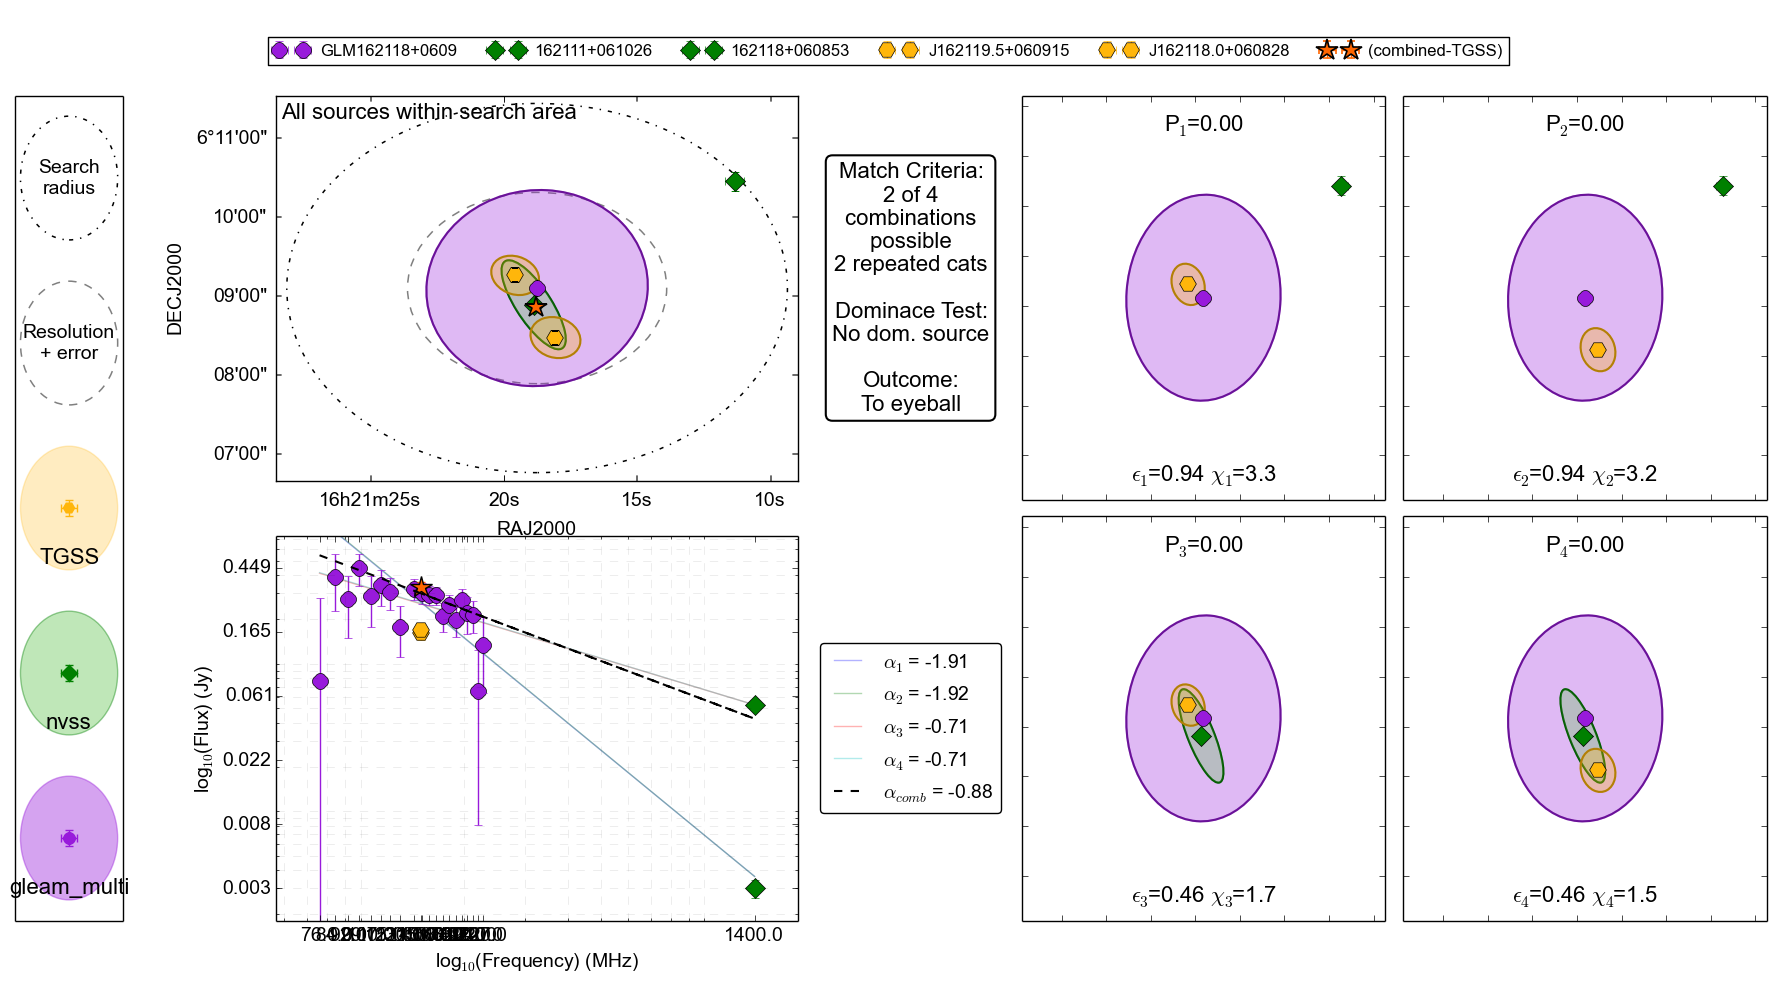 GLM162118+0609 162111+061026 162118+060853 J162119.5+060915 J162118.0+060828 (combined-TGSS)
Search
radius
Resolution
+ error
TGSS
nvss
gleam_multi
All sources within search area
6°11'00"
10'00"
09'00"
08'00"
07'00"
DECJ2000
16h21m25s 20s 15s 10s
RAJ2000
Match Criteria:
2 of 4
combinations
possible
2 repeated cats
Dominace Test:
No dom. source
Outcome:
To eyeball
P1=0.00
ϵ1=0.94 χ1=3.3
P2=0.00
ϵ2=0.94 χ2=3.2
0.449
0.165
0.061
0.022
0.008
0.003
log10(Flux) (Jy)
1400.0
log10(Frequency) (MHz)
α1 = -1.91
α2 = -1.92
α3 = -0.71
α4 = -0.71
αcomb = -0.88
P3=0.00
ϵ3=0.46 χ3=1.7
P4=0.00
ϵ4=0.46 χ4=1.5